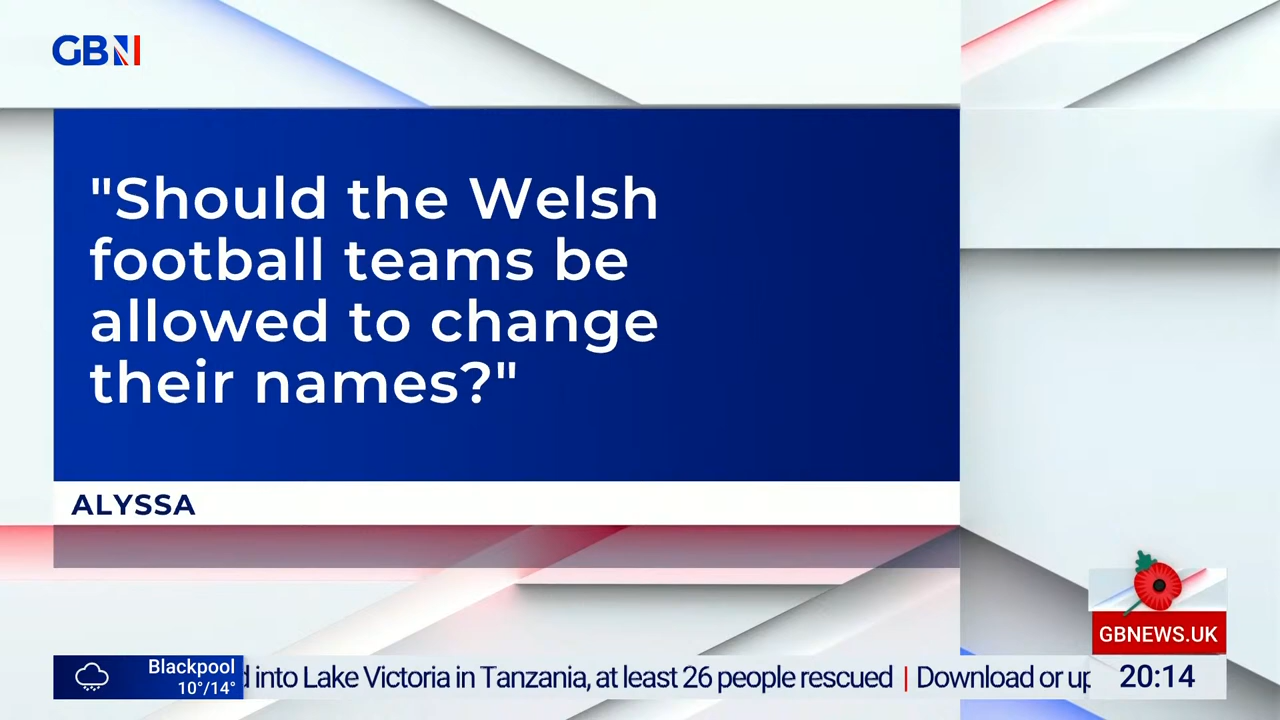 GBN
"Should the Welsh
football teams be
allowed to change
their names?"
ALYSSA
GBNEWS.UK
Blackpool
10°/14°
into Lake Victoria in Tanzania, at least 26 people rescued | Download or
20:14